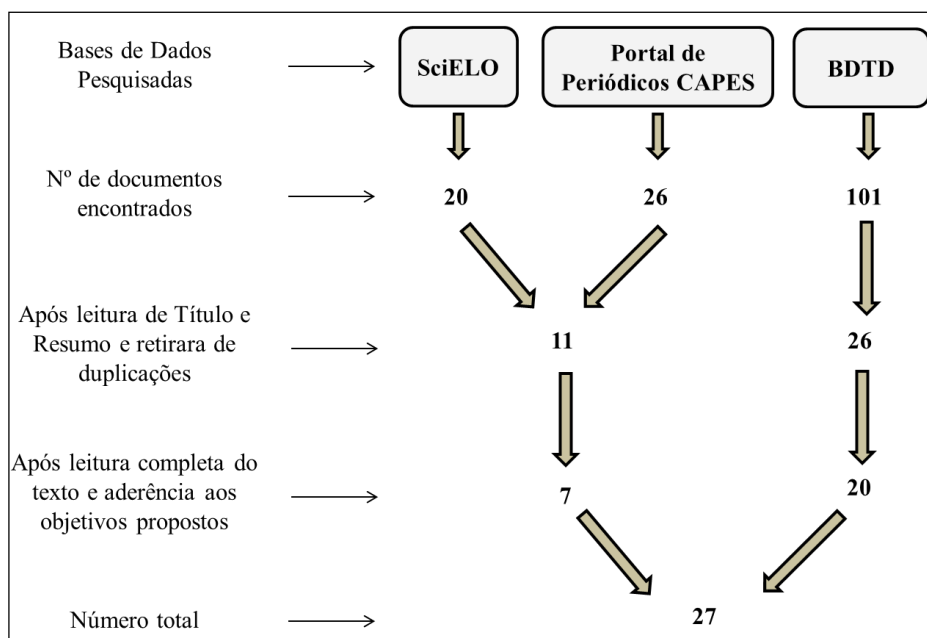 Bases de Dados
Pesquisadas
SciELO
Portal de
Periódicos CAPES
BDTD
Nº de documentos
encontrados
20
26
101
Após leitura de Título e
Resumo e retirara de
duplicações
11
26
Após leitura completa do
texto e aderência aos
objetivos propostos
7
20
Número total
27